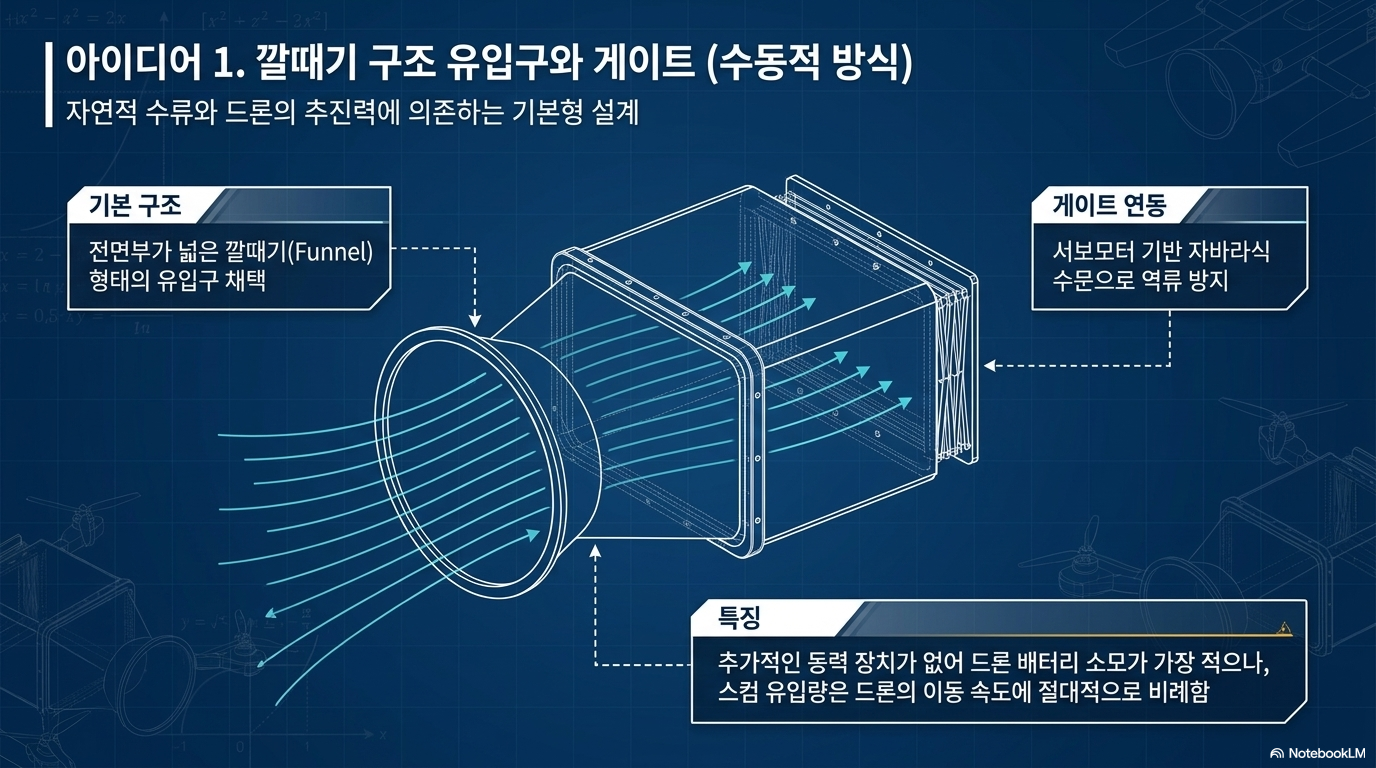 아이디어 1. 깔때기 구조 유입구와 게이트 (수동적 방식)
자연적 수류와 드론의 추진력에 의존하는 기본형 설계
기본 구조
전면부가 넓은 깔때기(Funnel)
형태의 유입구 채택
게이트 연동
서보모터 기반 자바라식
수문으로 역류 방지
특징
추가적인 동력 장치가 없어 드론 배터리 소모가 가장 적으나,
스컴 유입량은 드론의 이동 속도에 절대적으로 비례함
NotebookLM